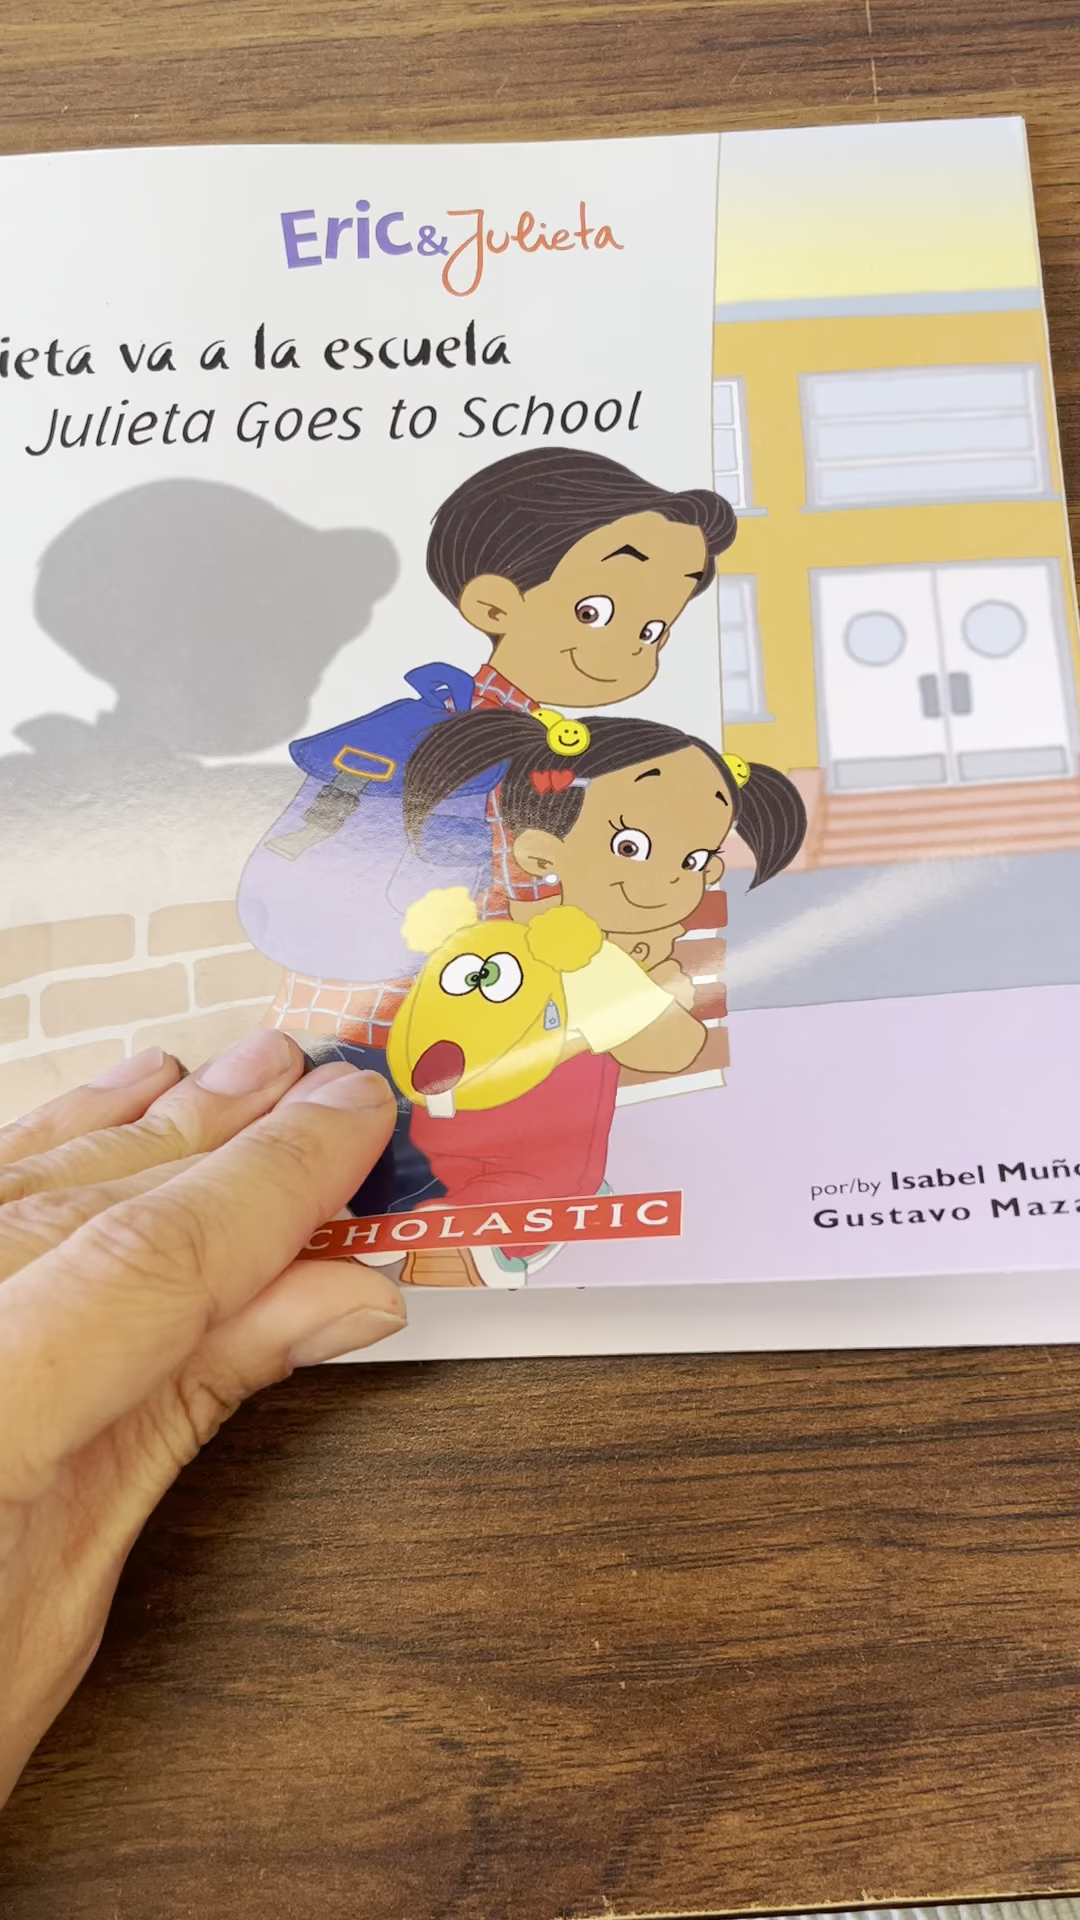 Eric & Julieta
ieta va a la escuela
Julieta Goes to School
CHOLASTIC
por/by Isabel Muño
Gustavo Maza